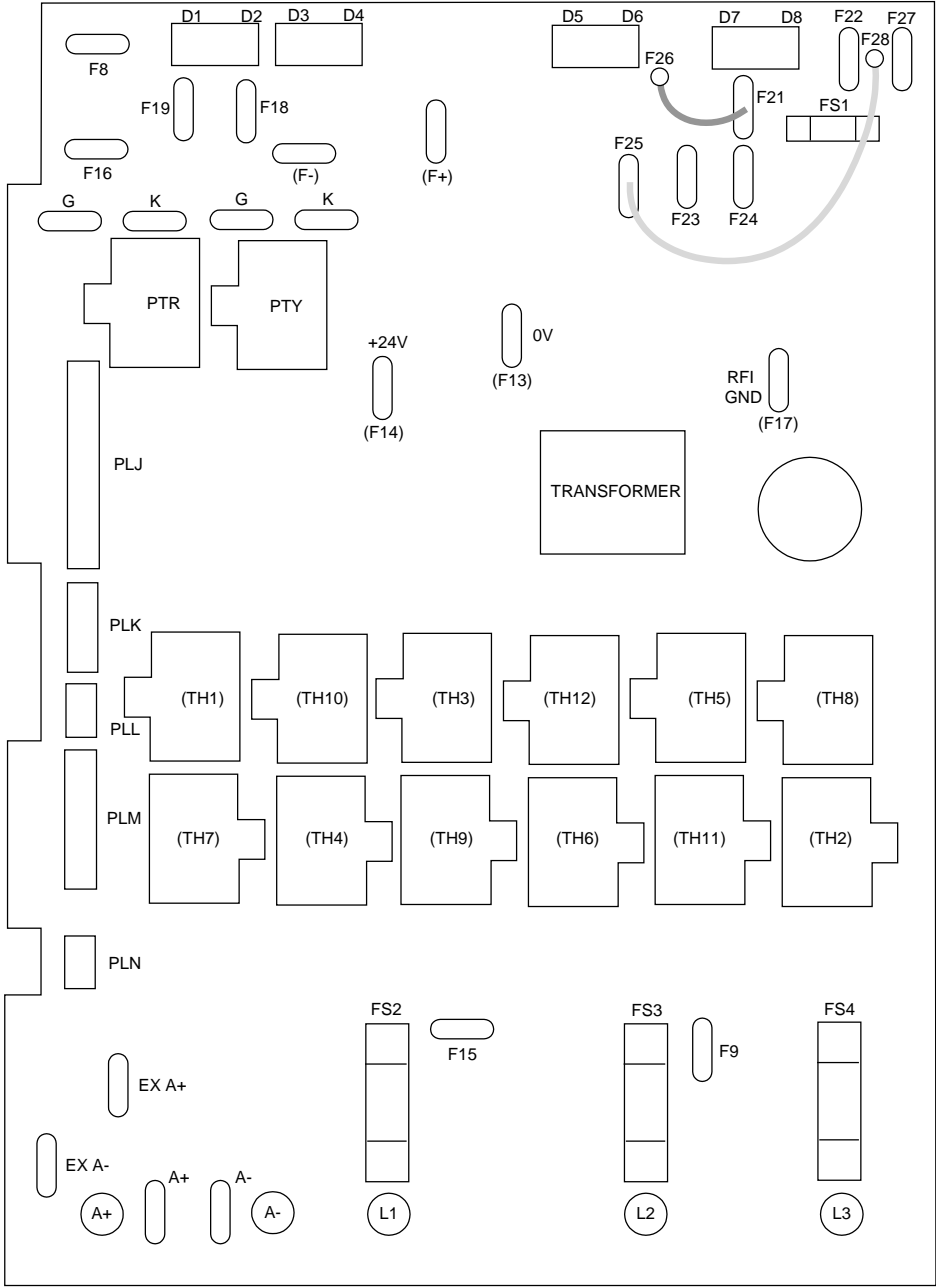 D1 D2 D3 D4 D5 D6 D7 D8 F22 F27
F28
F8
F26
F19 F18 F21
FS1
F25
F16
(F-)
(F+)
G K G K
F23 F24
PTR PTY
+24V
0V
(F14)
(F13)
RFI
GND
(F17)
PLJ
TRANSFORMER
PLK
(TH1) (TH10) (TH3) (TH12) (TH5) (TH8)
PLL
PLM
(TH7) (TH4) (TH9) (TH6) (TH11) (TH2)
PLN
FS2 FS3 FS4
F15 F9
EX A+
EX A-
A+ A-
A+ A- L1 L2 L3